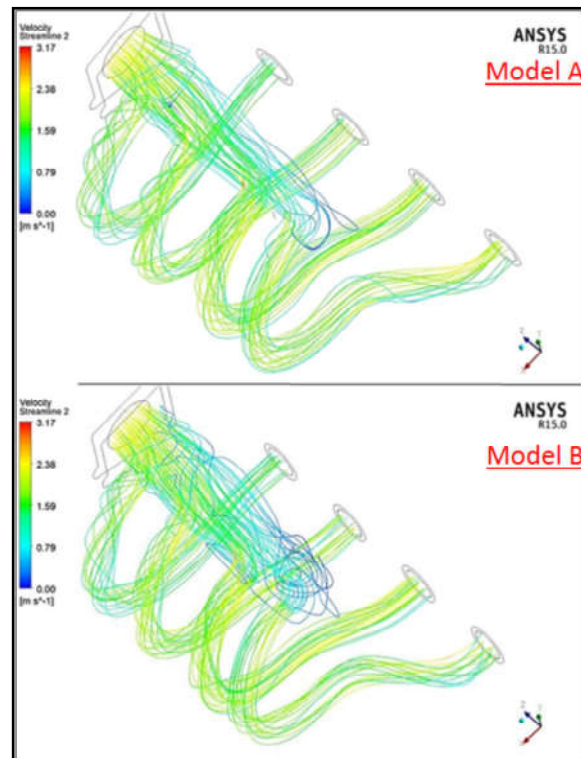 Velocity
Streamline 2
3.17
2.38
1.59
0.79
0.00
[m s^-1]
ANSYS
R15.0
Model A
Velocity
Streamline 2
3.17
2.38
1.59
0.79
0.00
[m s^-1]
ANSYS
R15.0
Model B